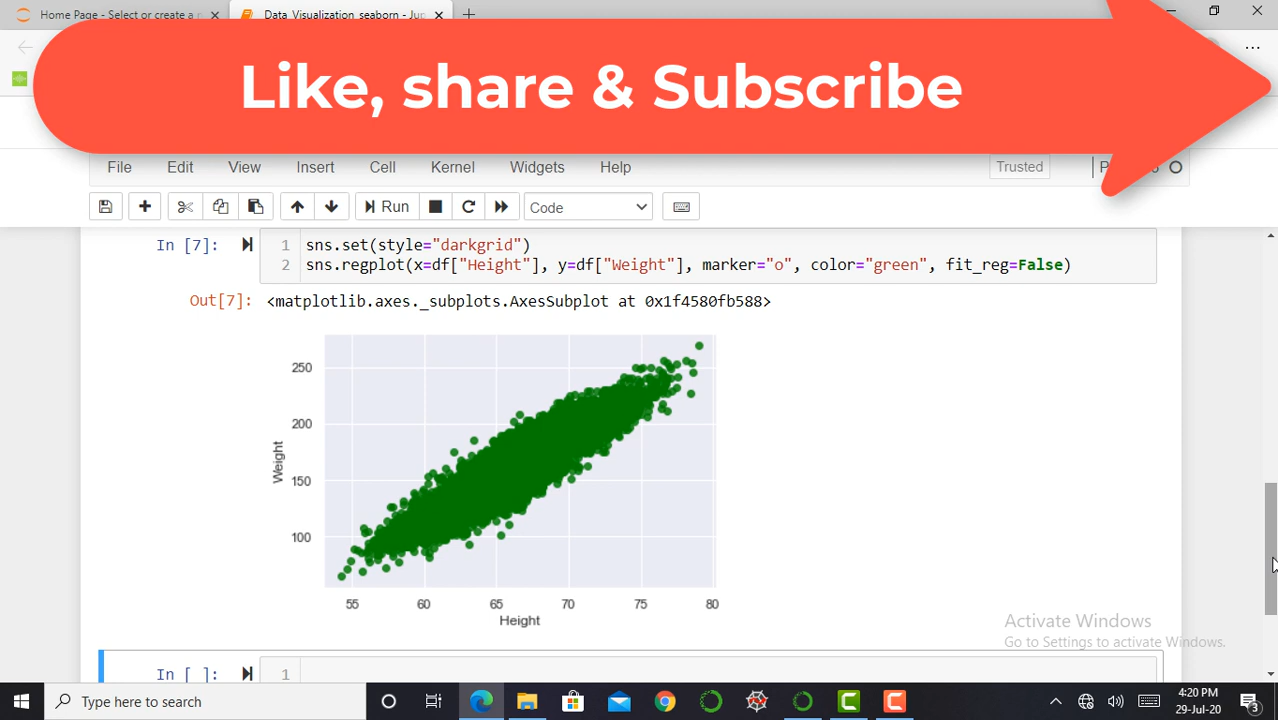 Home Page - Select or create a n
Data_Visualization_seaborn - Jup
Like, share & Subscribe
File Edit View Insert Cell Kernel Widgets Help
Trusted
Run
Code
In [7]:
1 sns.set(style="darkgrid")
2 sns.regplot(x=df["Height"], y=df["Weight"], marker="o", color="green", fit_reg=False)
Out[7]: <matplotlib.axes._subplots.AxesSubplot at 0x1f4580fb588>
250
200
150
100
Weight
55 60 65 70 75 80
Height
Activate Windows
Go to Settings to activate Windows.
In [ ]: 1
Type here to search
4:20 PM
29-Jul-20
3